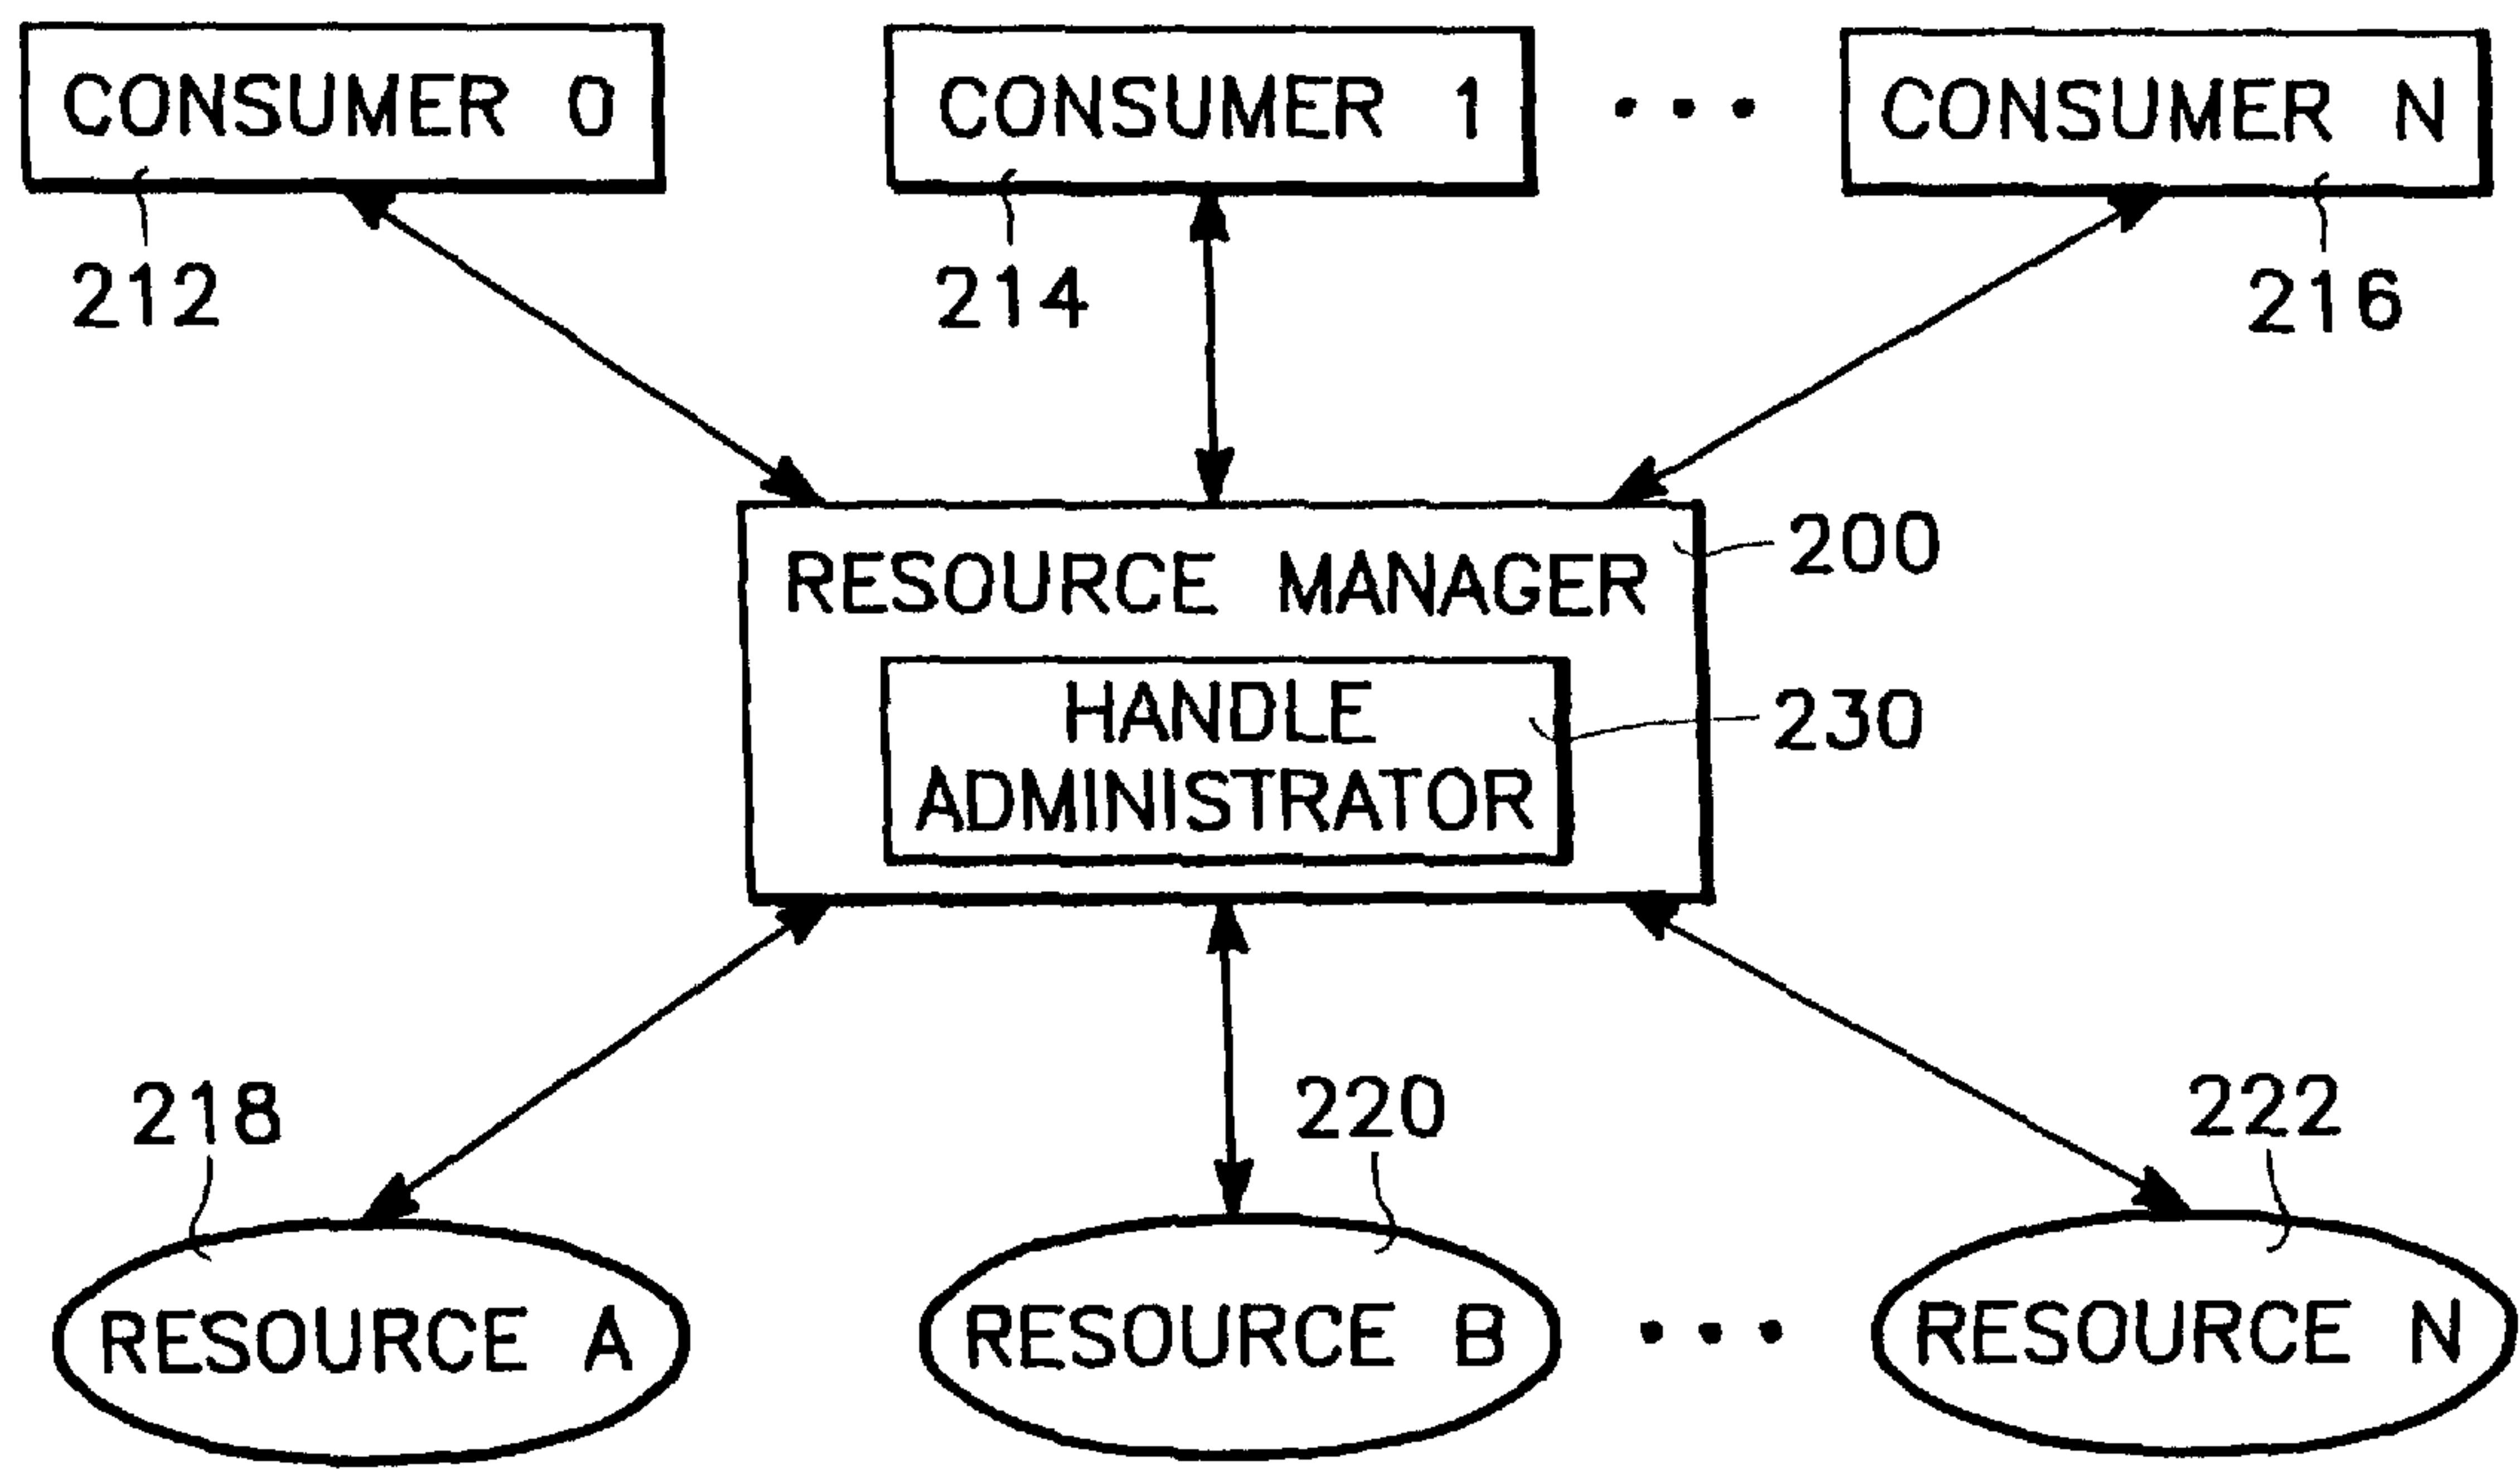 CONSUMER 0
CONSUMER 1
CONSUMER N
212
214
216
RESOURCE MANAGER
200
HANDLE
230
ADMINISTRATOR
218
220
222
RESOURCE A
RESOURCE B
RESOURCE N